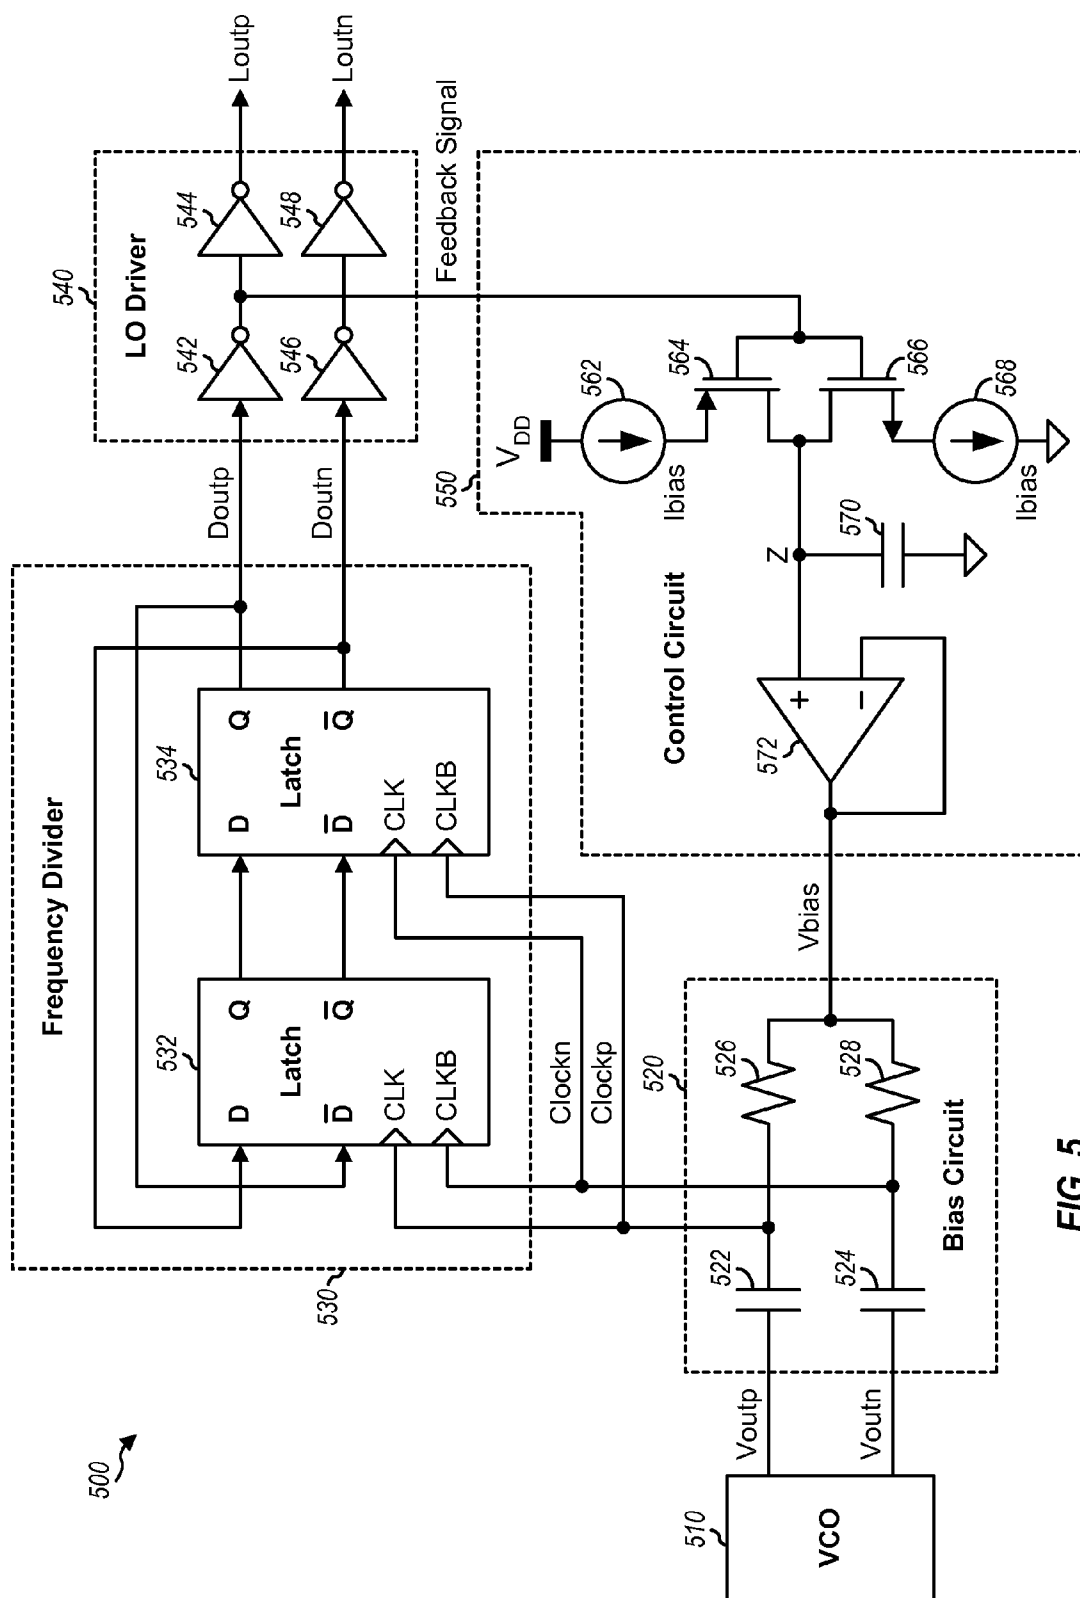 500
510
VCO
Voutp
Voutn
520
522
524
526
528
Bias Circuit
Vbias
Clockn
Clockp
530
Frequency Divider
532
D
Q
Latch
D̅
Q̅
CLK
CLKB
534
D
Q
Latch
D̅
Q̅
CLK
CLKB
Doutp
Doutn
540
LO Driver
542
544
546
548
Loutp
Loutn
Feedback Signal
550
Control Circuit
VDD
562
Ibias
564
566
568
Ibias
Z
570
572
+
−
FIG. 5